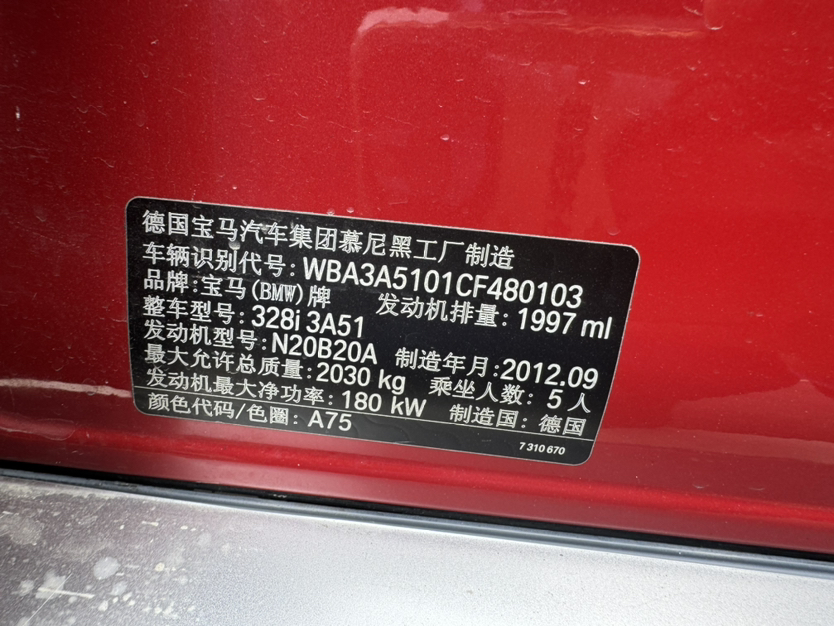 德国宝马汽车集团慕尼黑工厂制造
车辆识别代号: WBA3A5101CF480103
品牌: 宝马(BMW)牌 发动机排量: 1997 ml
整车型号: 328i 3A51
发动机型号: N20B20A 制造年月: 2012.09
最大允许总质量: 2030 kg 乘坐人数: 5 人
发动机最大净功率: 180 kW 制造国: 德国
颜色代码/色圈: A75
7 310 670